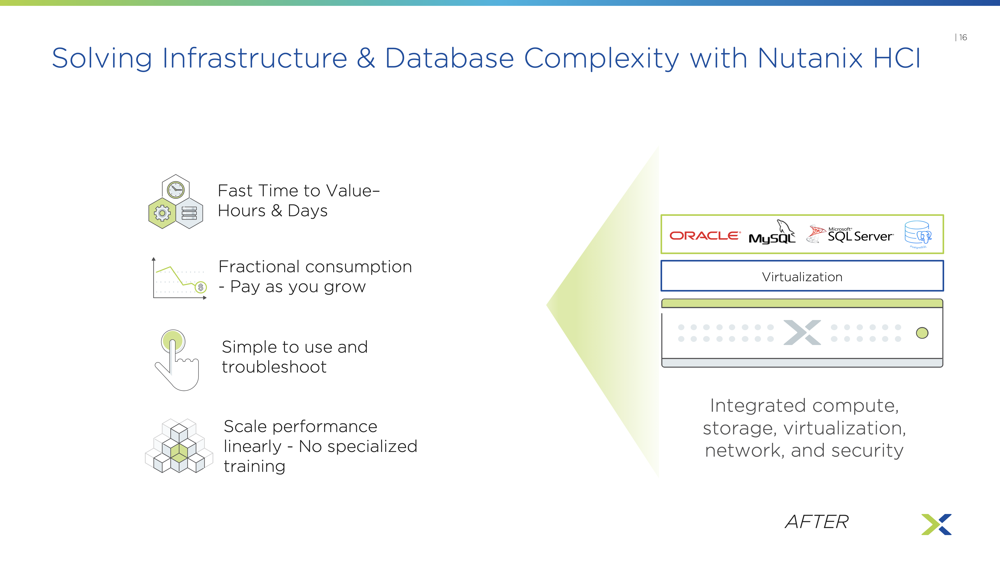 | 16
Solving Infrastructure & Database Complexity with Nutanix HCI
Fast Time to Value–
Hours & Days
Fractional consumption
- Pay as you grow
$
Simple to use and
troubleshoot
Scale performance
linearly - No specialized
training
ORACLE®
MySQL
Microsoft®
SQL Server®
PostgreSQL
Virtualization
Integrated compute,
storage, virtualization,
network, and security
AFTER